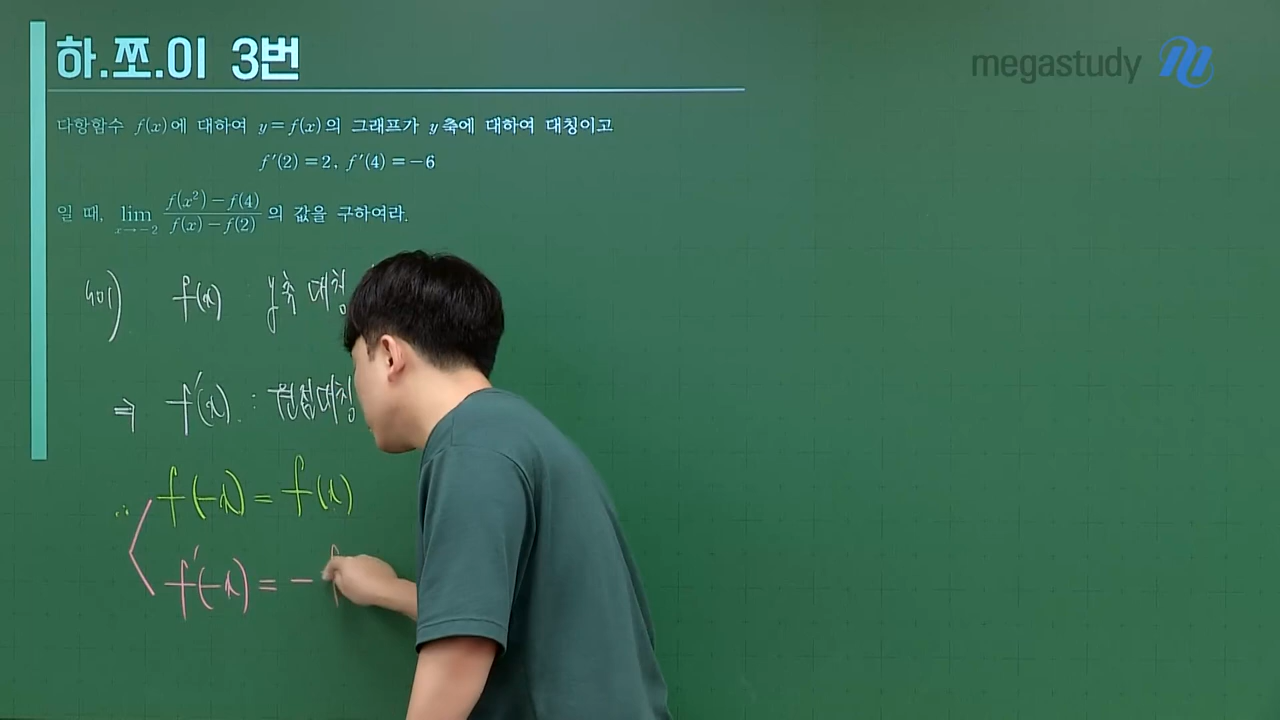 하.쪼.이 3번
megastudy
다항함수 f(x)에 대하여 y=f(x)의 그래프가 y축에 대하여 대칭이고
f'(2)=2, f'(4)=-6
일 때, lim_{x→-2} \frac{f(x²)-f(4)}{f(x)-f(2)} 의 값을 구하여라.
f(x) y축 대칭
⇒ f'(x) : 원점대칭
∴ f(-x) = f(x)
f'(-x) = - f